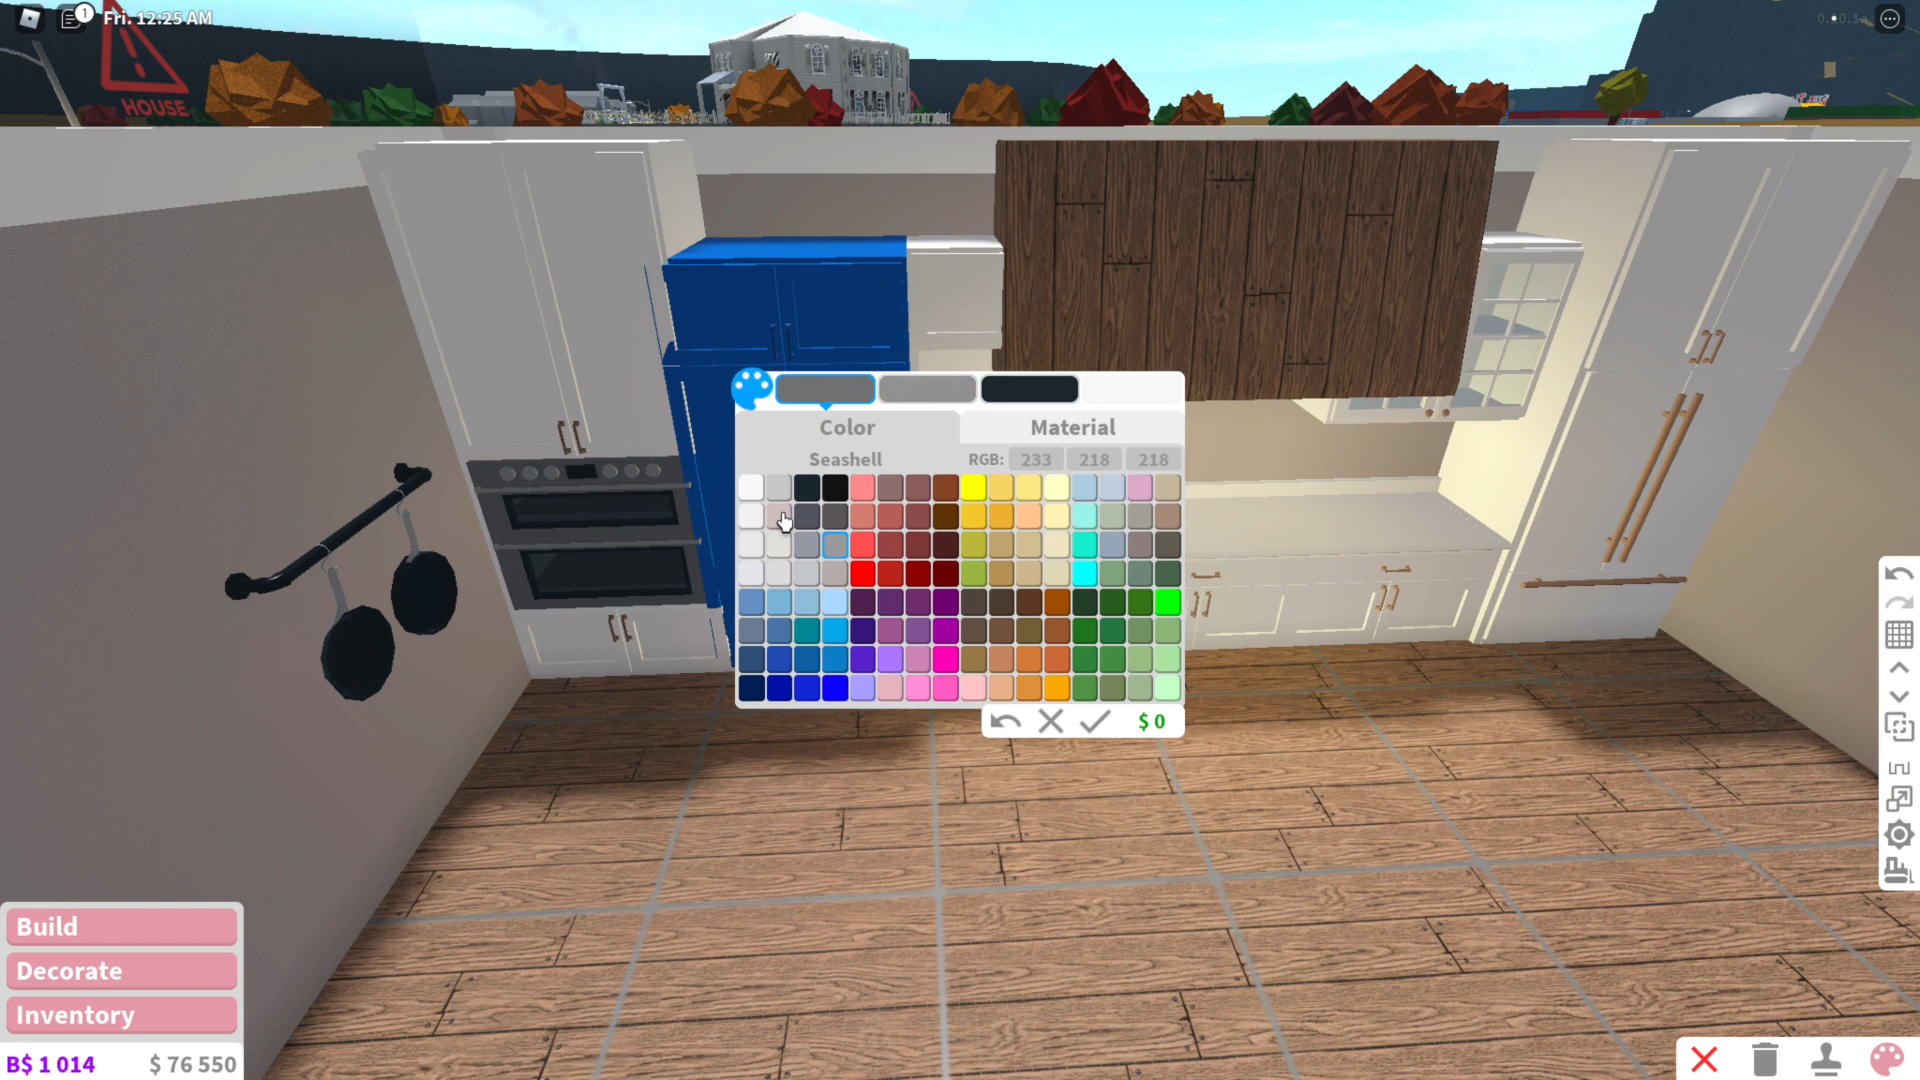 1
Fri. 12:25 AM
HOUSE
Color
Material
Seashell
RGB: 233 218 218
$ 0
Build
Decorate
Inventory
B$ 1 014
$ 76 550